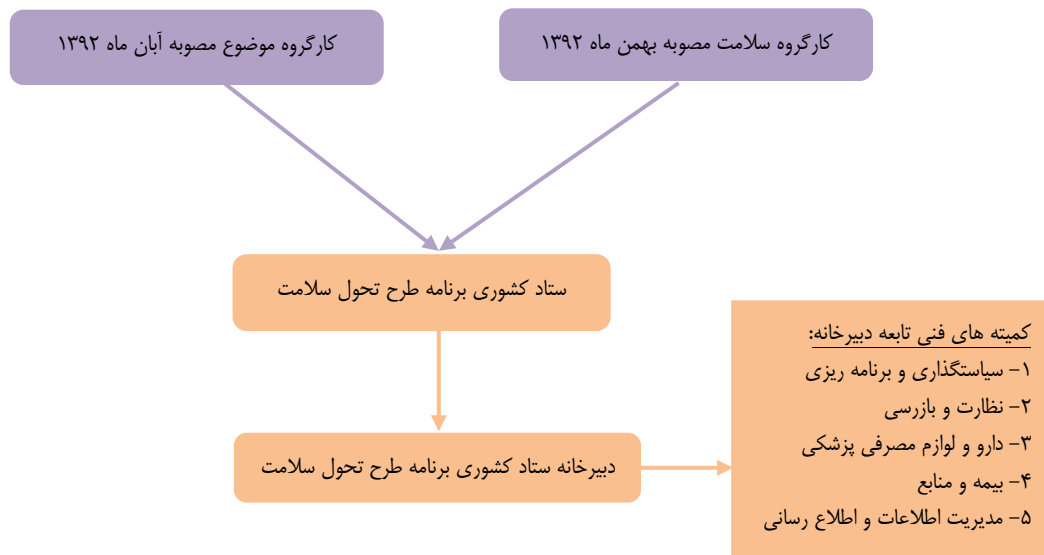 کارگروه سلامت مصوبه بهمن ماه ۱۳۹۲
کارگروه موضوع مصوبه آبان ماه ۱۳۹۲
ستاد کشوری برنامه طرح تحول سلامت
دبیرخانه ستاد کشوری برنامه طرح تحول سلامت
کمیته های فنی تابعه دبیرخانه:
۱- سیاستگذاری و برنامه ریزی
۲- نظارت و بازرسی
۳- دارو و لوازم مصرفی پزشکی
۴- بیمه و منابع
۵- مدیریت اطلاعات و اطلاع رسانی